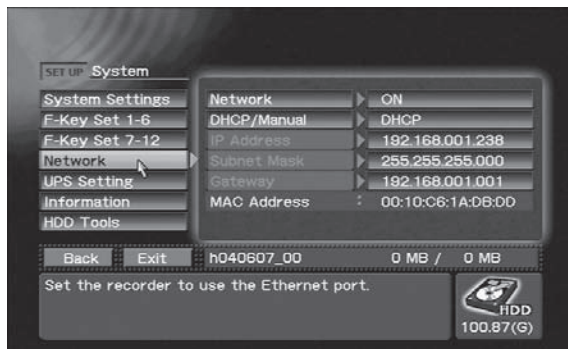 SET UP System
System Settings
F-Key Set 1-6
F-Key Set 7-12
Network
UPS Setting
Information
HDD Tools
Network ON
DHCP/Manual DHCP
IP Address 192.168.001.238
Subnet Mask 255.255.255.000
Gateway 192.168.001.001
MAC Address : 00:10:C6:1A:DB:DD
Back Exit h040607_00 0 MB / 0 MB
Set the recorder to use the Ethernet port.
HDD
100.87(G)